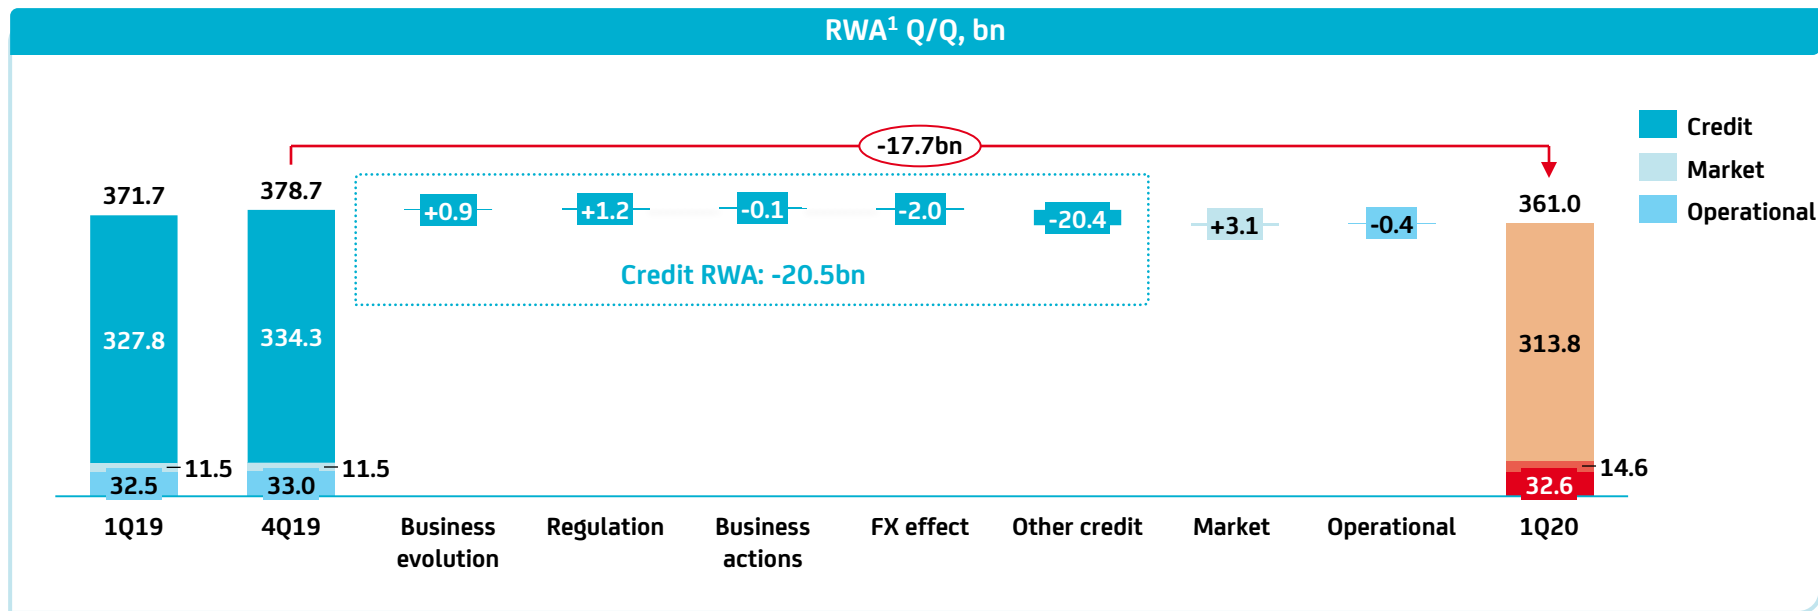 RWA1 Q/Q, bn
-17.7bn
Credit
Market
Operational
371.7
378.7
+0.9
+1.2
-0.1
-2.0
-20.4
+3.1
-0.4
361.0
Credit RWA: -20.5bn
327.8
334.3
313.8
11.5
11.5
14.6
32.5
33.0
32.6
1Q19
4Q19
Business
evolution
Regulation
Business
actions
FX effect
Other credit
Market
Operational
1Q20